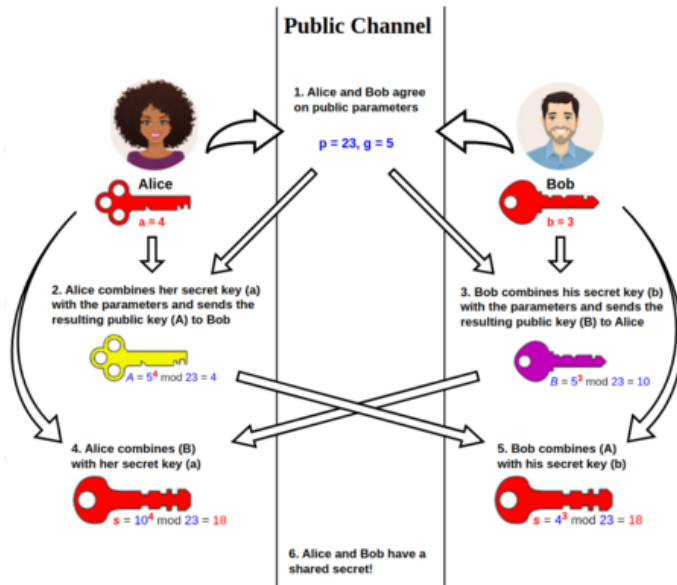 Public Channel
1. Alice and Bob agree
on public parameters
p = 23, g = 5
Alice
a = 4
Bob
b = 3
2. Alice combines her secret key (a)
with the parameters and sends the
resulting public key (A) to Bob
A = 5⁴ mod 23 = 4
3. Bob combines his secret key (b)
with the parameters and sends the
resulting public key (B) to Alice
B = 5³ mod 23 = 10
4. Alice combines (B)
with her secret key (a)
s = 10⁴ mod 23 = 18
5. Bob combines (A)
with his secret key (b)
s = 4³ mod 23 = 18
6. Alice and Bob have a
shared secret!